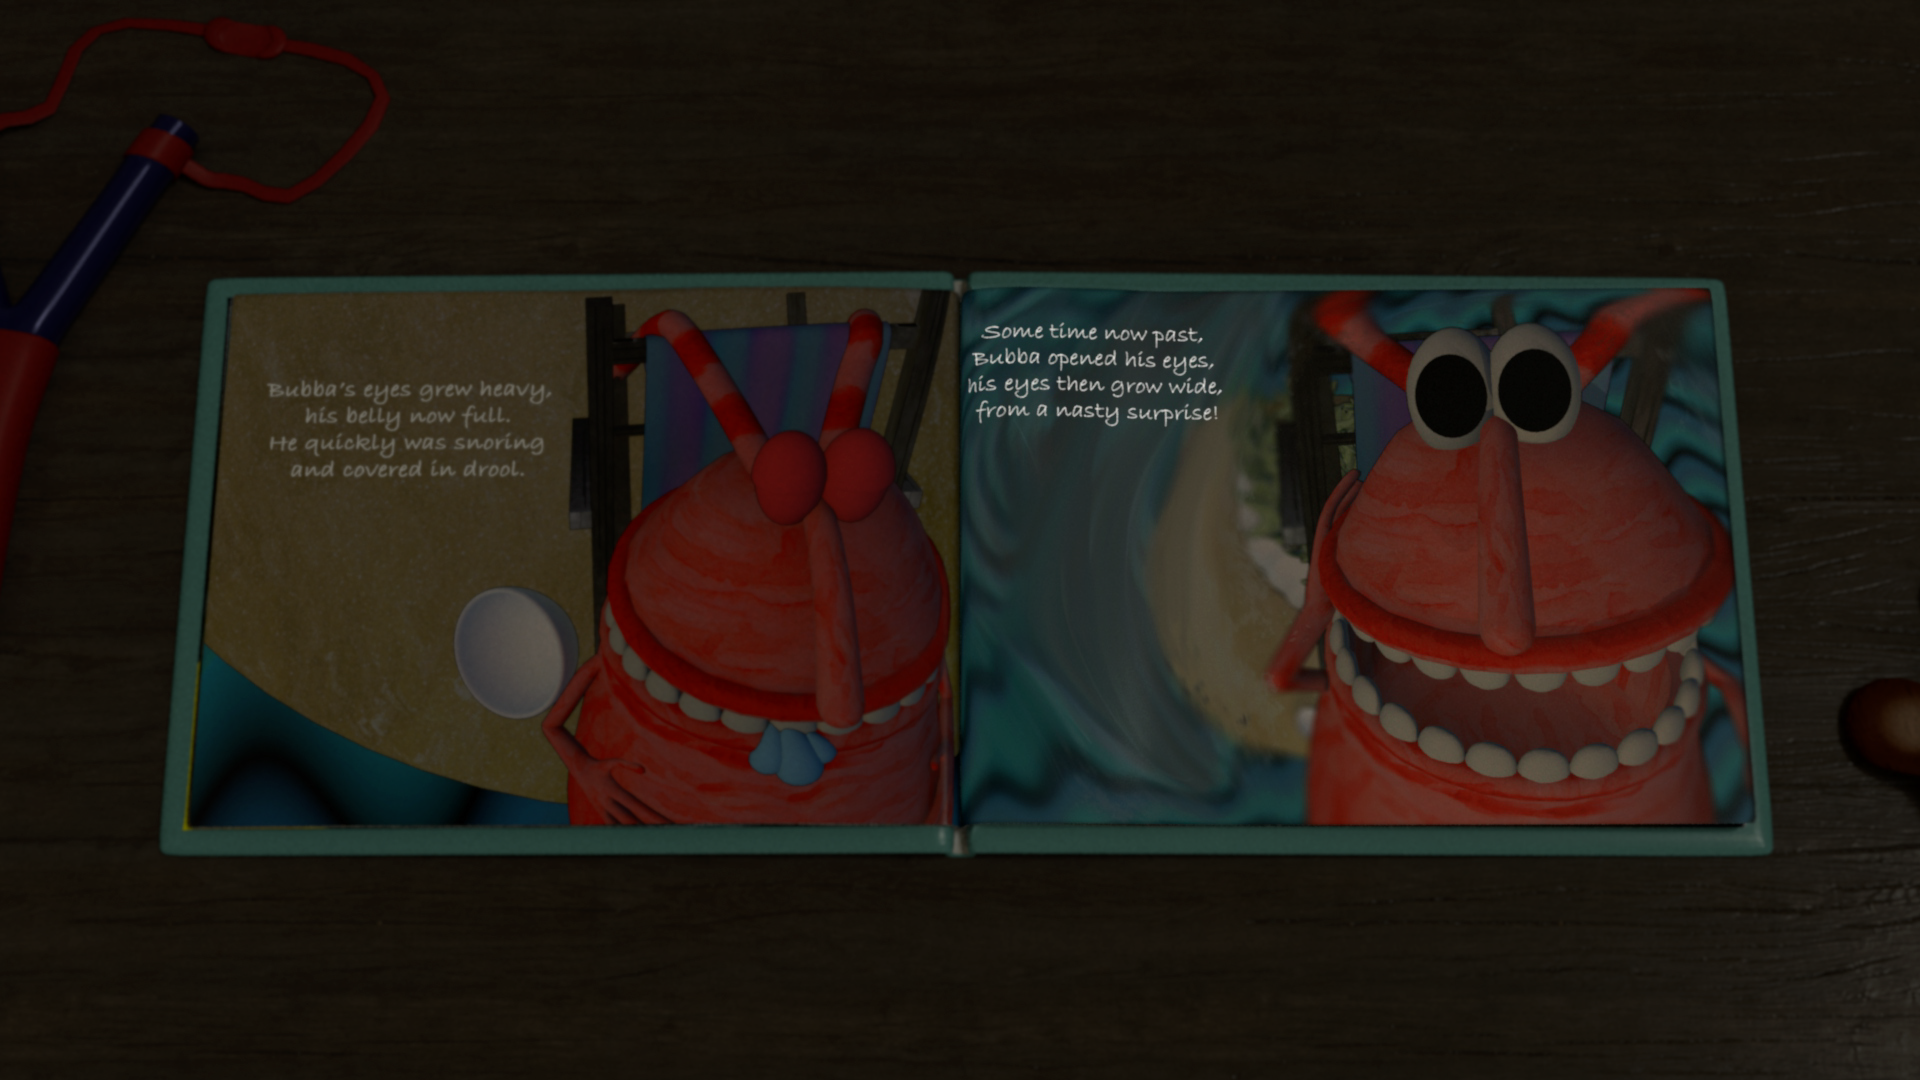 Bubba's eyes grew heavy,
his belly now full.
He quickly was snoring
and covered in drool.
Some time now past,
Bubba opened his eyes,
his eyes then grow wide,
from a nasty surprise!